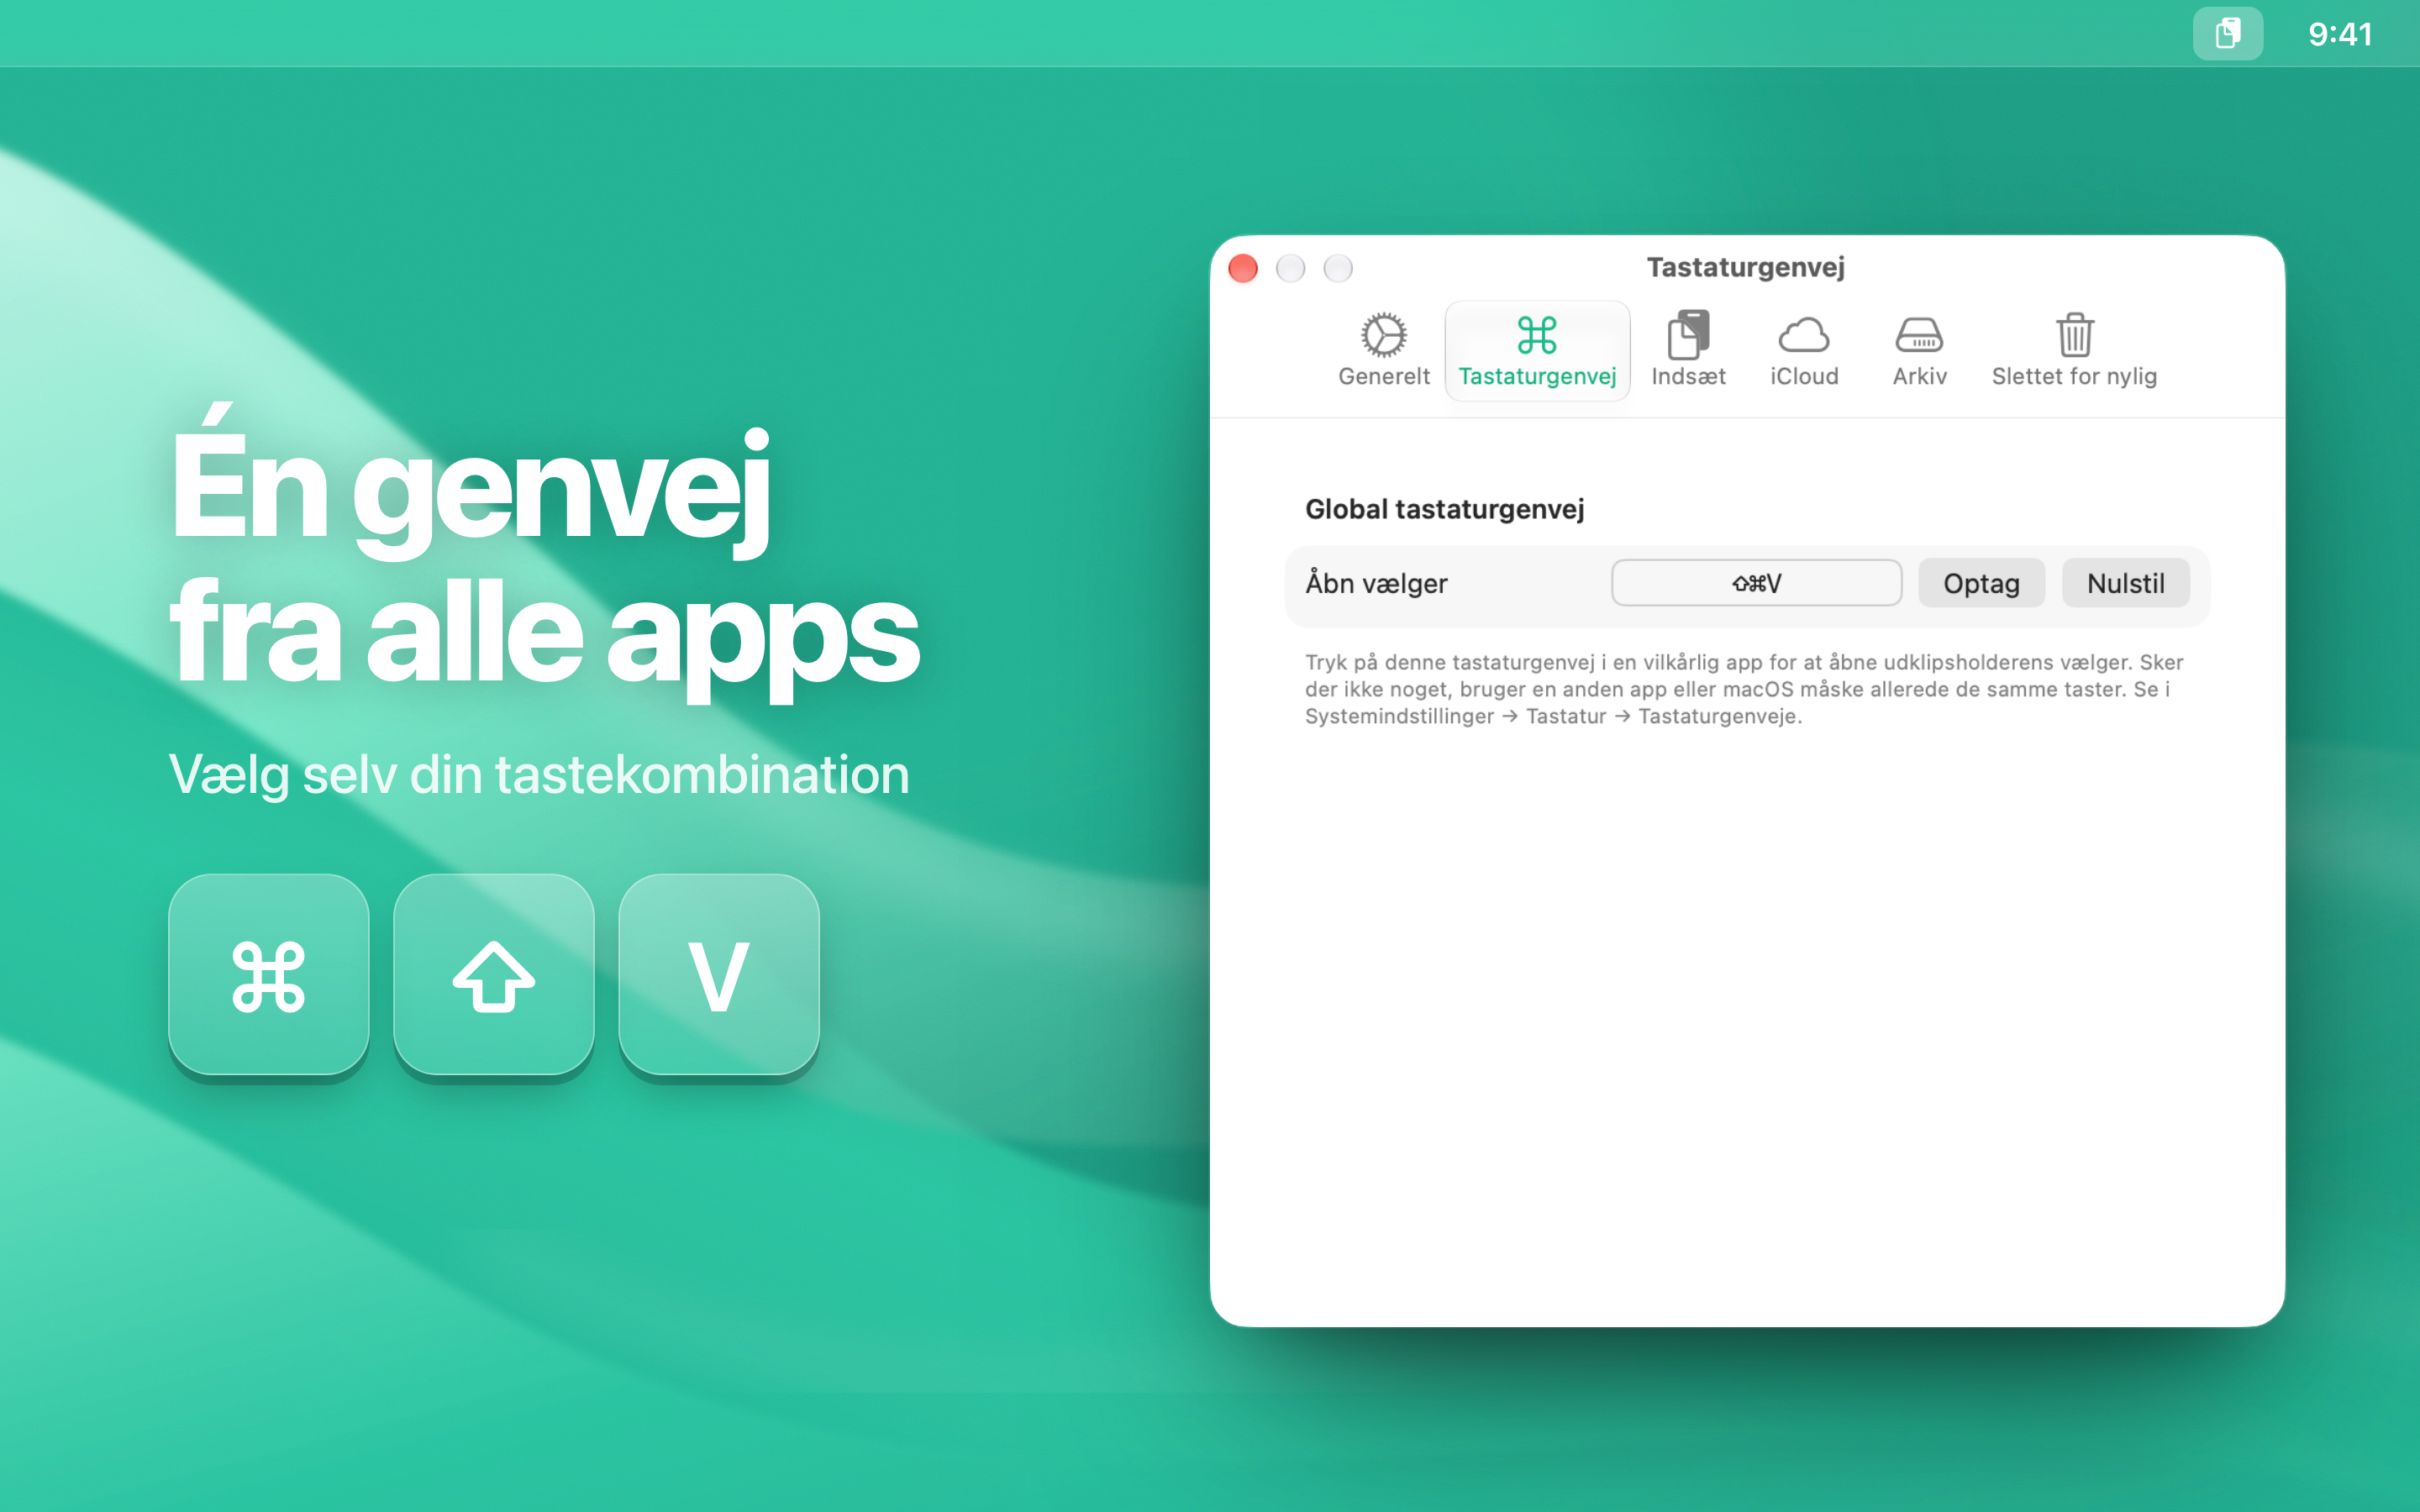 9:41
Én genvej
fra alle apps
Vælg selv din tastekombination
⌘ ⇧ V
Tastaturgenvej
Generelt Tastaturgenvej Indsæt iCloud Arkiv Slettet for nylig
Global tastaturgenvej
Åbn vælger ⇧⌘V Optag Nulstil
Tryk på denne tastaturgenvej i en vilkårlig app for at åbne udklipsholderens vælger. Sker
der ikke noget, bruger en anden app eller macOS måske allerede de samme taster. Se i
Systemindstillinger → Tastatur → Tastaturgenveje.